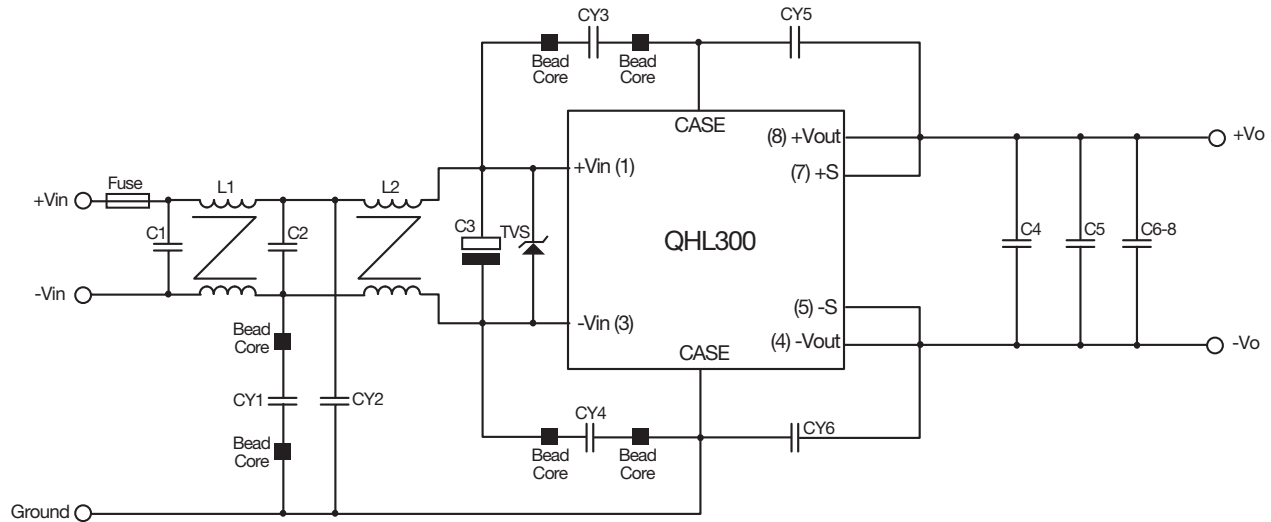 CY3
CY5
Bead
Core
Bead
Core
CASE
(8) +Vout
+Vo
+Vin (1)
(7) +S
Fuse
L1
L2
+Vin
C1
C2
C3
TVS
QHL300
C4
C5
C6-8
-Vin
(5) -S
-Vin (3)
Bead
Core
(4) -Vout
-Vo
CASE
CY1
CY2
CY4
CY6
Bead
Core
Bead
Core
Bead
Core
Ground